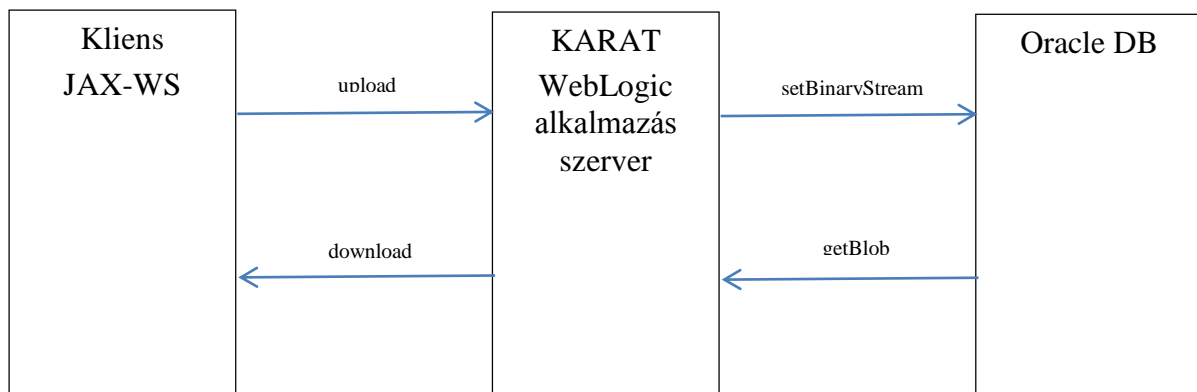 Kliens
JAX-WS
upload
download
KARAT
WebLogic
alkalmazás
szerver
setBinaryStream
getBlob
Oracle DB